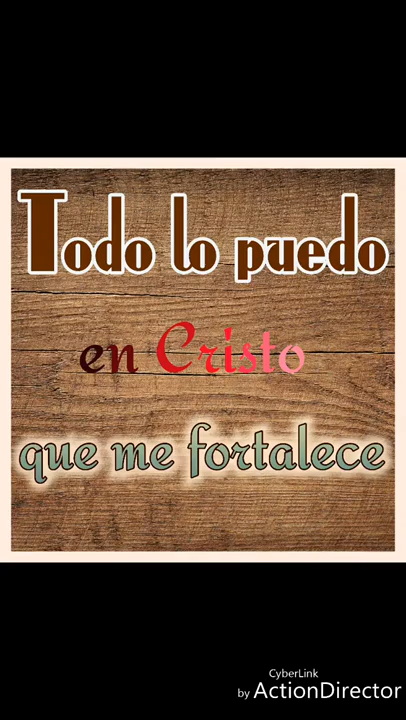 Todo lo puedo
en Cristo
que me fortalece
CyberLink
by ActionDirector